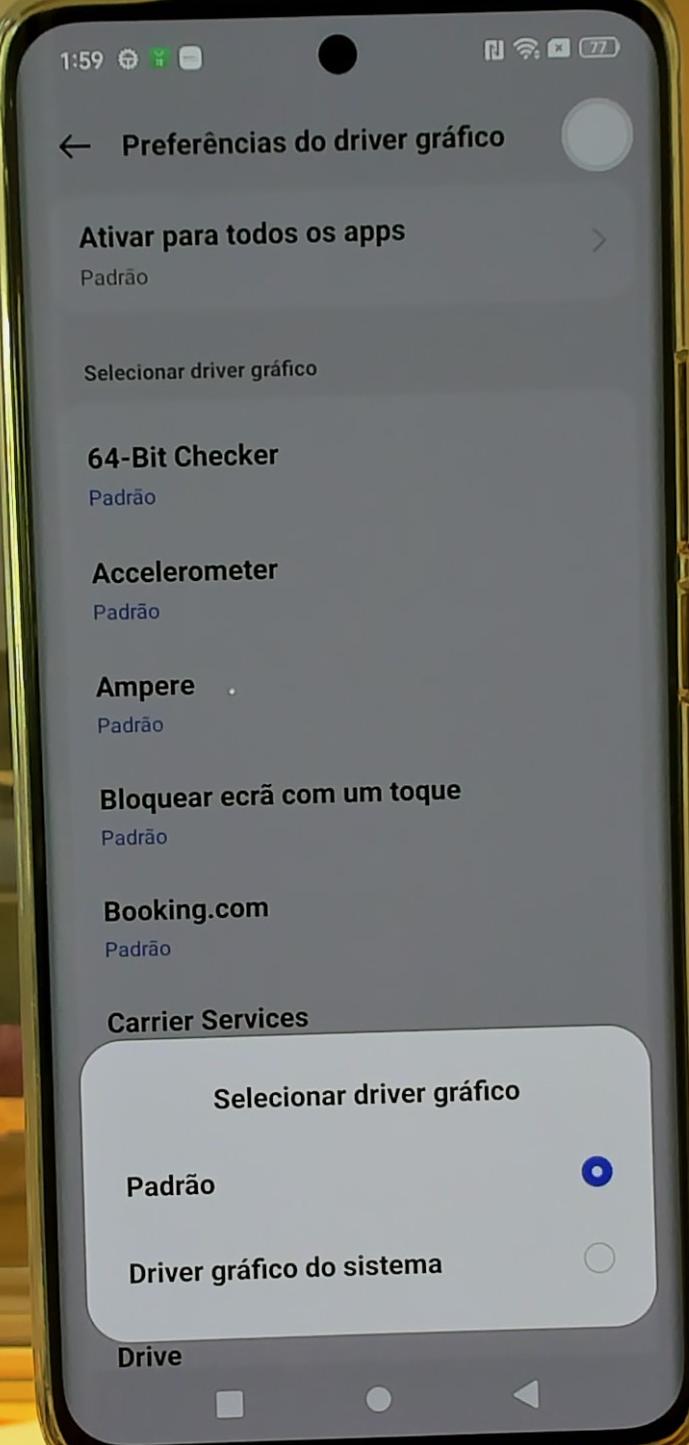 1:59
77
Preferências do driver gráfico
Ativar para todos os apps
Padrão
Selecionar driver gráfico
64-Bit Checker
Padrão
Accelerometer
Padrão
Ampere
Padrão
Bloquear ecrã com um toque
Padrão
Booking.com
Padrão
Carrier Services
Selecionar driver gráfico
Padrão
Driver gráfico do sistema
Drive